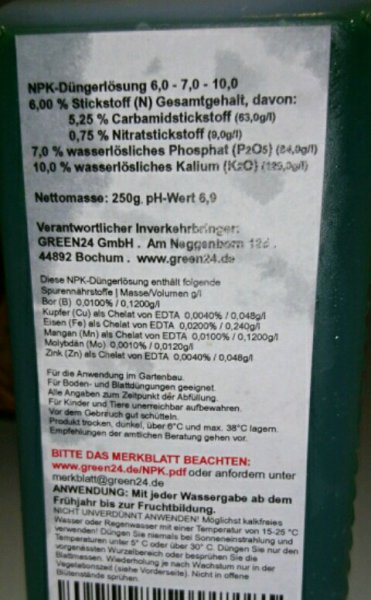 NPK-Düngerlösung 6,0 - 7,0 - 10,0
6,00 % Stickstoff (N) Gesamtgehalt, davon:
5,25 % Carbamidstickstoff (63,0g/l)
0,75 % Nitratstickstoff (9,0g/l)
7,0 % wasserlösliches Phosphat (P2O5) (84,0g/l)
10,0 % wasserlösliches Kalium (K2O)
Nettomasse: 250g, pH-Wert 6,9
Verantwortlicher Inverkehrbringer:
GREEN24 GmbH . Am Neggenborn
44892 Bochum . www.green24.de
Diese NPK-Düngerlösung enthält folgende
Spurennährstoffe | Masse/Volumen g/l
Bor (B) 0,0100% / 0,1200g/l
Kupfer (Cu) als Chelat von EDTA 0,0040% / 0,048g/l
Eisen (Fe) als Chelat von EDTA 0,0200% / 0,240g/l
Mangan (Mn) als Chelat von EDTA 0,0100% / 0,1200g/l
Molybdän (Mo) 0,0010% / 0,0120g/l
Zink (Zn) als Chelat von EDTA 0,0040% / 0,048g/l
Für die Anwendung im Gartenbau.
Für Boden- und Blattdüngungen geeignet.
Alle Angaben zum Zeitpunkt der Abfüllung.
Für Kinder und Tiere unerreichbar aufbewahren.
Vor dem Gebrauch gut schütteln.
Produkt trocken, dunkel, über 6°C und max. 38°C lagern.
Empfehlungen der amtlichen Beratung gehen vor.
BITTE DAS MERKBLATT BEACHTEN:
www.green24.de/NPK.pdf oder anfordern unter
merkblatt@green24.de
ANWENDUNG: Mit jeder Wassergabe ab dem
Frühjahr bis zur Fruchtbildung.
NICHT UNVERDÜNNT ANWENDEN! Möglichst kalkfreies
Wasser oder Regenwasser mit einer Temperatur von 15-25 °C
verwenden! Düngen Sie niemals bei Sonneneinstrahlung und
Temperaturen unter 5° C oder über 30° C. Düngen Sie nur den
vorgenässten Wurzelbereich oder besprühen Sie die
Blattmassen. Wiederholung je nach Wachstum nur in der
Vegetationszeit (siehe Vorderseite). Nicht in offene
Blütenstände sprühen.